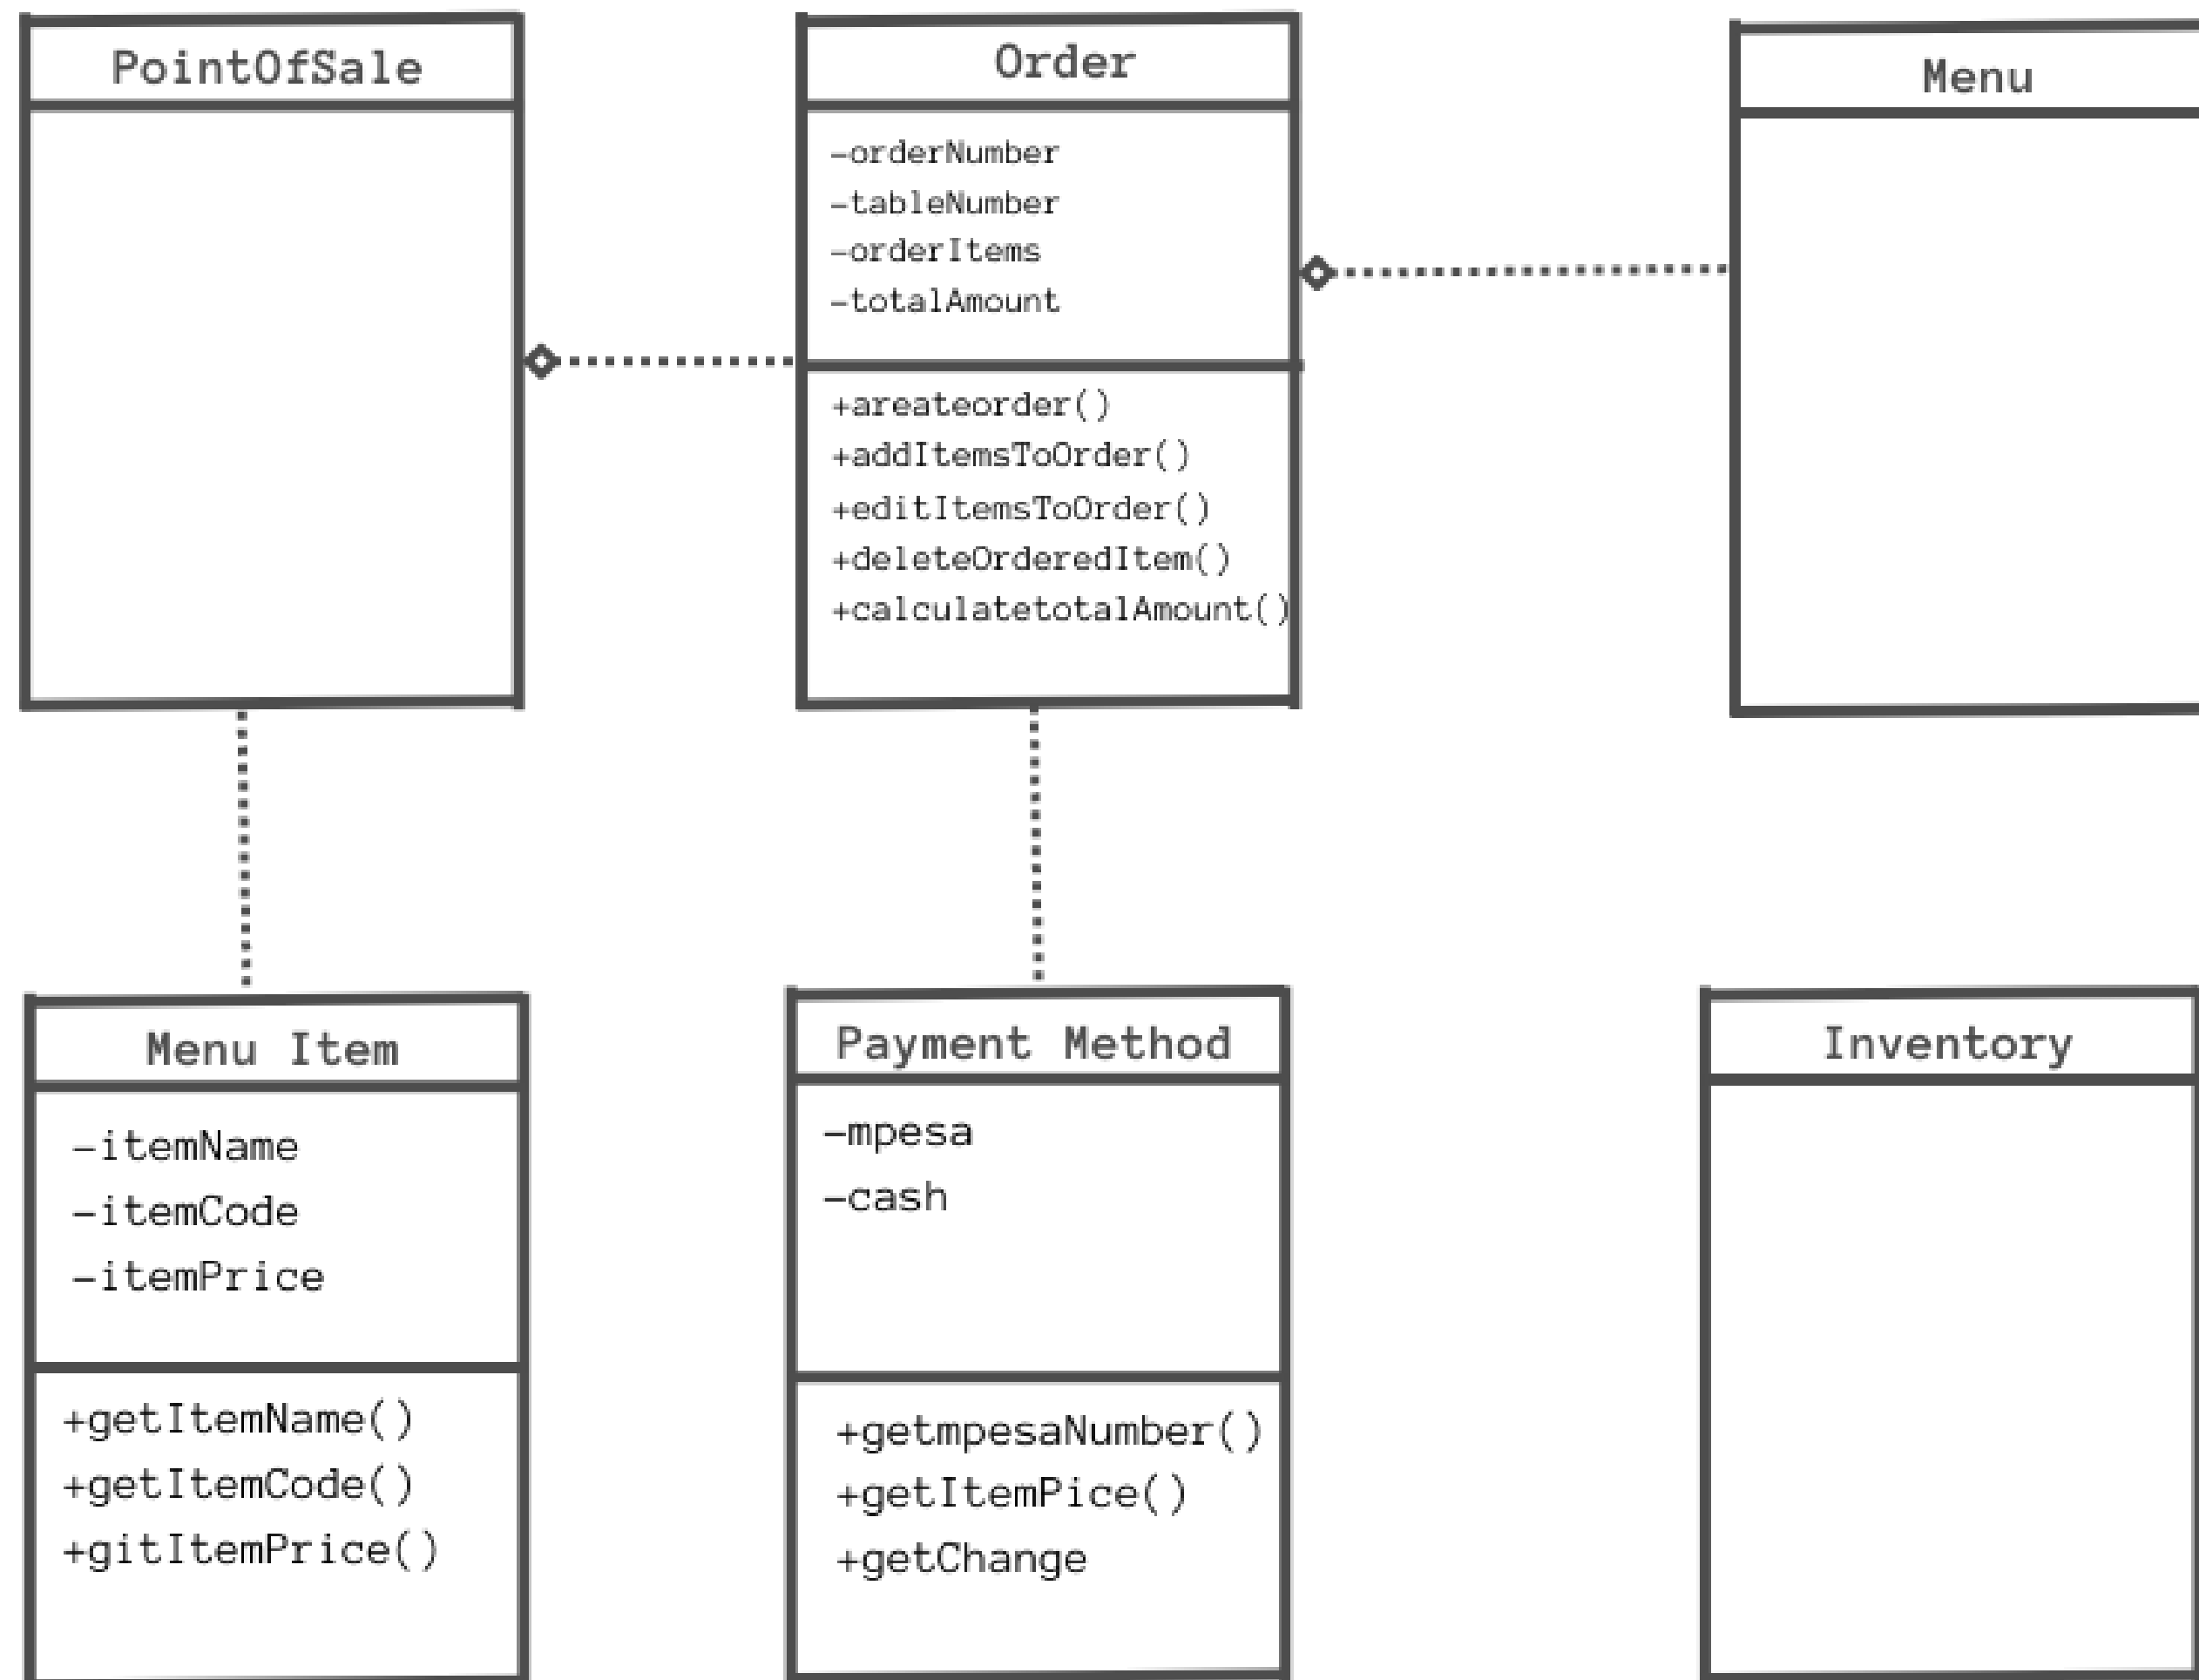 PointOfSale
Order
-orderNumber
-tableNumber
-orderItems
-totalAmount
+areateorder()
+addItemsToOrder()
+editItemsToOrder()
+deleteOrderedItem()
+calculatetotalAmount()
Menu
Menu Item
-itemName
-itemCode
-itemPrice
+getItemName()
+getItemCode()
+gitItemPrice()
Payment Method
-mpesa
-cash
+getmpesaNumber()
+getItemPice()
+getChange
Inventory